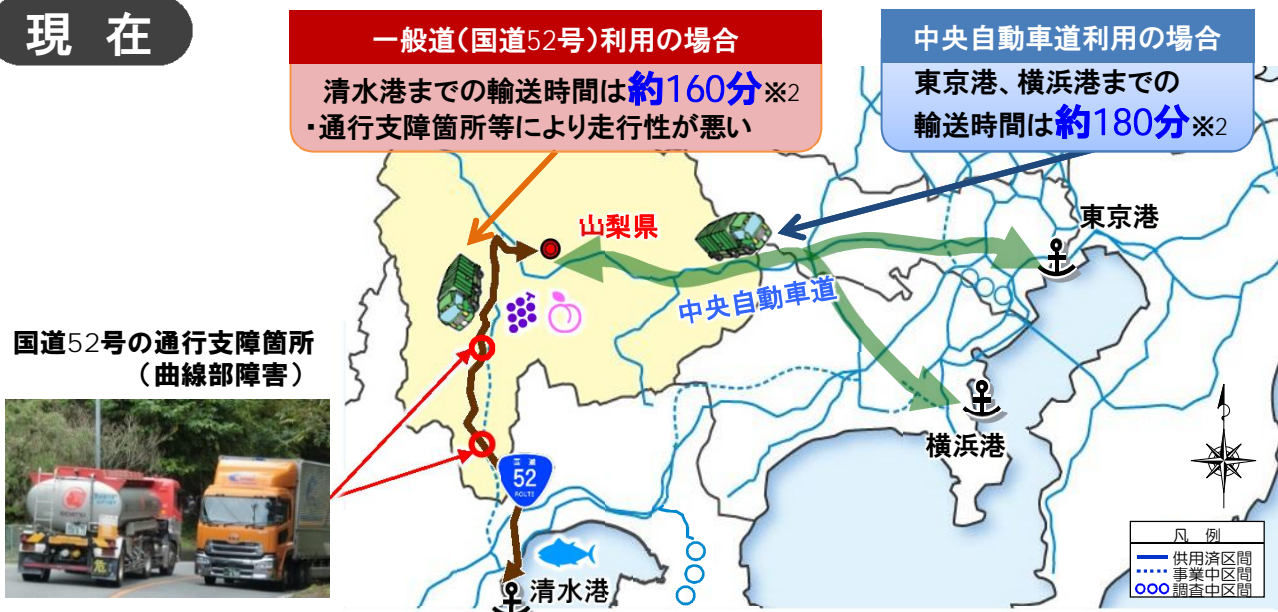 現 在
一般道(国道52号)利用の場合
清水港までの輸送時間は約160分※2
・通行支障箇所等により走行性が悪い
中央自動車道利用の場合
東京港、横浜港までの
輸送時間は約180分※2
山梨県
東京港
中央自動車道
国道52号の通行支障箇所
(曲線部障害)
横浜港
国道
52
ROUTE
清水港
危
凡 例
供用済区間
事業中区間
調査中区間